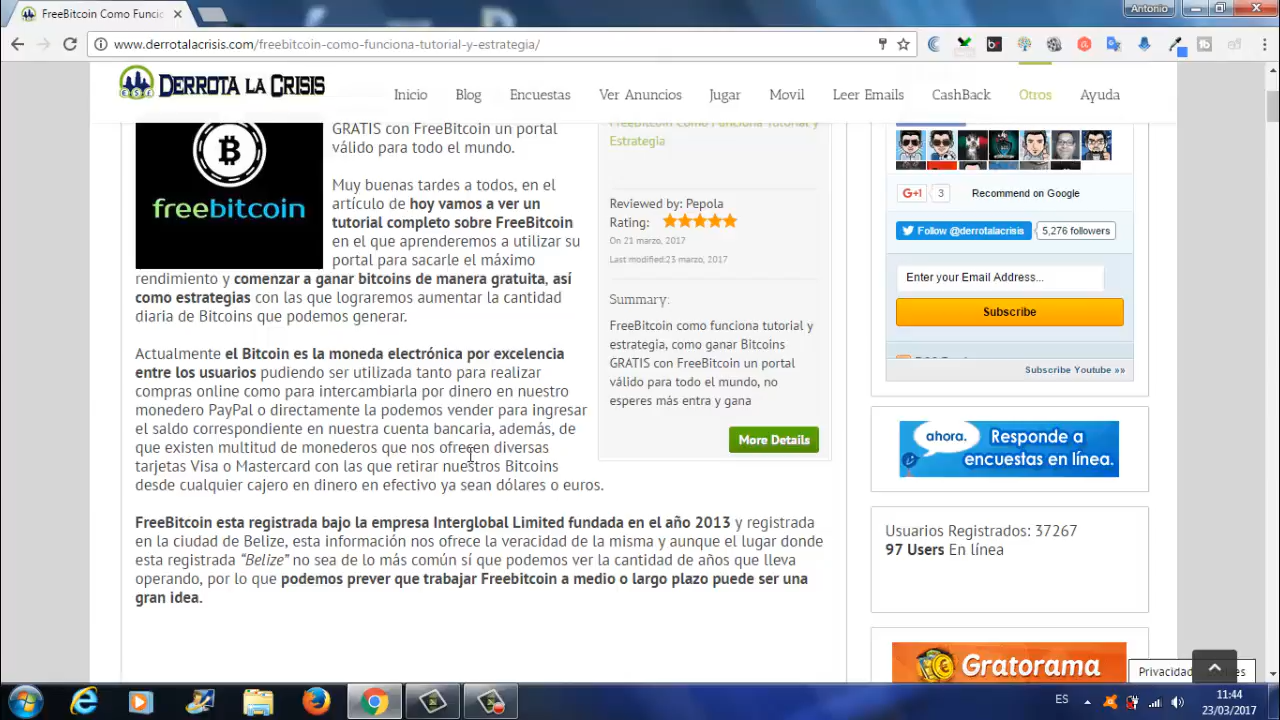 FreeBitcoin Como Funcio
Antonio
www.derrotalacrisis.com/freebitcoin-como-funciona-tutorial-y-estrategia/
DERROTA LA CRISIS
Inicio Blog Encuestas Ver Anuncios Jugar Movil Leer Emails CashBack Otros Ayuda
freebitcoin
GRATIS con FreeBitcoin un portal
válido para todo el mundo.
Muy buenas tardes a todos, en el
artículo de hoy vamos a ver un
tutorial completo sobre FreeBitcoin
en el que aprenderemos a utilizar su
portal para sacarle el máximo
rendimiento y comenzar a ganar bitcoins de manera gratuita, así
como estrategias con las que lograremos aumentar la cantidad
diaria de Bitcoins que podemos generar.
Actualmente el Bitcoin es la moneda electrónica por excelencia
entre los usuarios pudiendo ser utilizada tanto para realizar
compras online como para intercambiarla por dinero en nuestro
monedero PayPal o directamente la podemos vender para ingresar
el saldo correspondiente en nuestra cuenta bancaria, además, de
que existen multitud de monederos que nos ofrecen diversas
tarjetas Visa o Mastercard con las que retirar nuestros Bitcoins
desde cualquier cajero en dinero en efectivo ya sean dólares o euros.
FreeBitcoin esta registrada bajo la empresa Interglobal Limited fundada en el año 2013 y registrada
en la ciudad de Belize, esta información nos ofrece la veracidad de la misma y aunque el lugar donde
esta registrada “Belize” no sea de lo más común sí que podemos ver la cantidad de años que lleva
operando, por lo que podemos prever que trabajar Freebitcoin a medio o largo plazo puede ser una
gran idea.
FreeBitcoin Como Funciona Tutorial y
Estrategia
Reviewed by: Pepola
Rating:
On 21 marzo, 2017
Last modified:23 marzo, 2017
Summary:
FreeBitcoin como funciona tutorial y
estrategia, como ganar Bitcoins
GRATIS con FreeBitcoin un portal
válido para todo el mundo, no
esperes más entra y gana
More Details
G+1 3 Recommend on Google
Follow @derrotalacrisis 5,276 followers
Enter your Email Address...
Subscribe
Subscribe Youtube »»
ahora. Responde a
encuestas en línea.
Usuarios Registrados: 37267
97 Users En línea
Gratorama
Privacidad
ES
11:44
23/03/2017